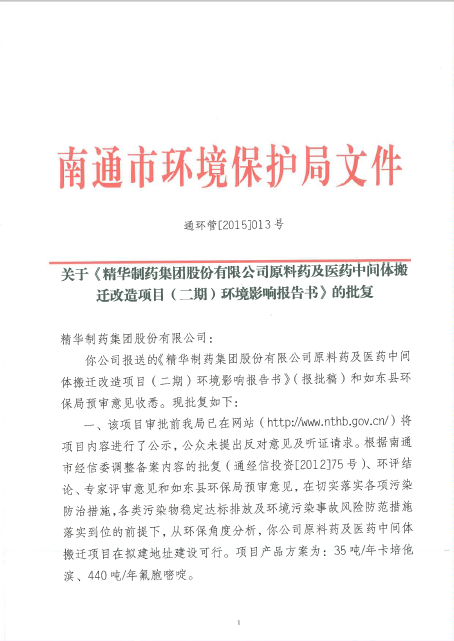 南通市环境保护局文件
通环管[2015]013号
关于《精华制药集团股份有限公司原料药及医药中间体搬
迁改造项目（二期）环境影响报告书》的批复
精华制药集团股份有限公司：
你公司报送的《精华制药集团股份有限公司原料药及医药中间
体搬迁改造项目（二期）环境影响报告书》（报批稿）和如东县环
保局预审意见收悉。现批复如下：
一、该项目审批前我局已在网站（http://www.nthb.gov.cn/）将
项目内容进行了公示，公众未提出反对意见及听证请求。根据南通
市经信委调整备案内容的批复（通经信投资[2012]75号）、环评结
论、专家评审意见和如东县环保局预审意见，在切实落实各项污染
防治措施，各类污染物稳定达标排放及环境污染事故风险防范措施
落实到位的前提下，从环保角度分析，你公司原料药及医药中间体
搬迁项目在拟建地址建设可行。项目产品方案为：35吨/年卡培他
滨、440吨/年氟胞嘧啶。
1